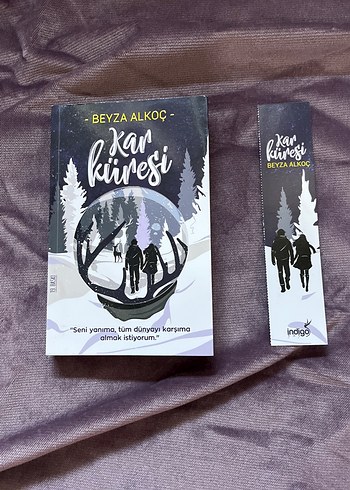 - BEYZA ALKOÇ -
Kar
küresi
"Seni yanıma, tüm dünyayı karşıma
almak istiyorum."
Kar
küresi
BEYZA ALKOÇ
indigo